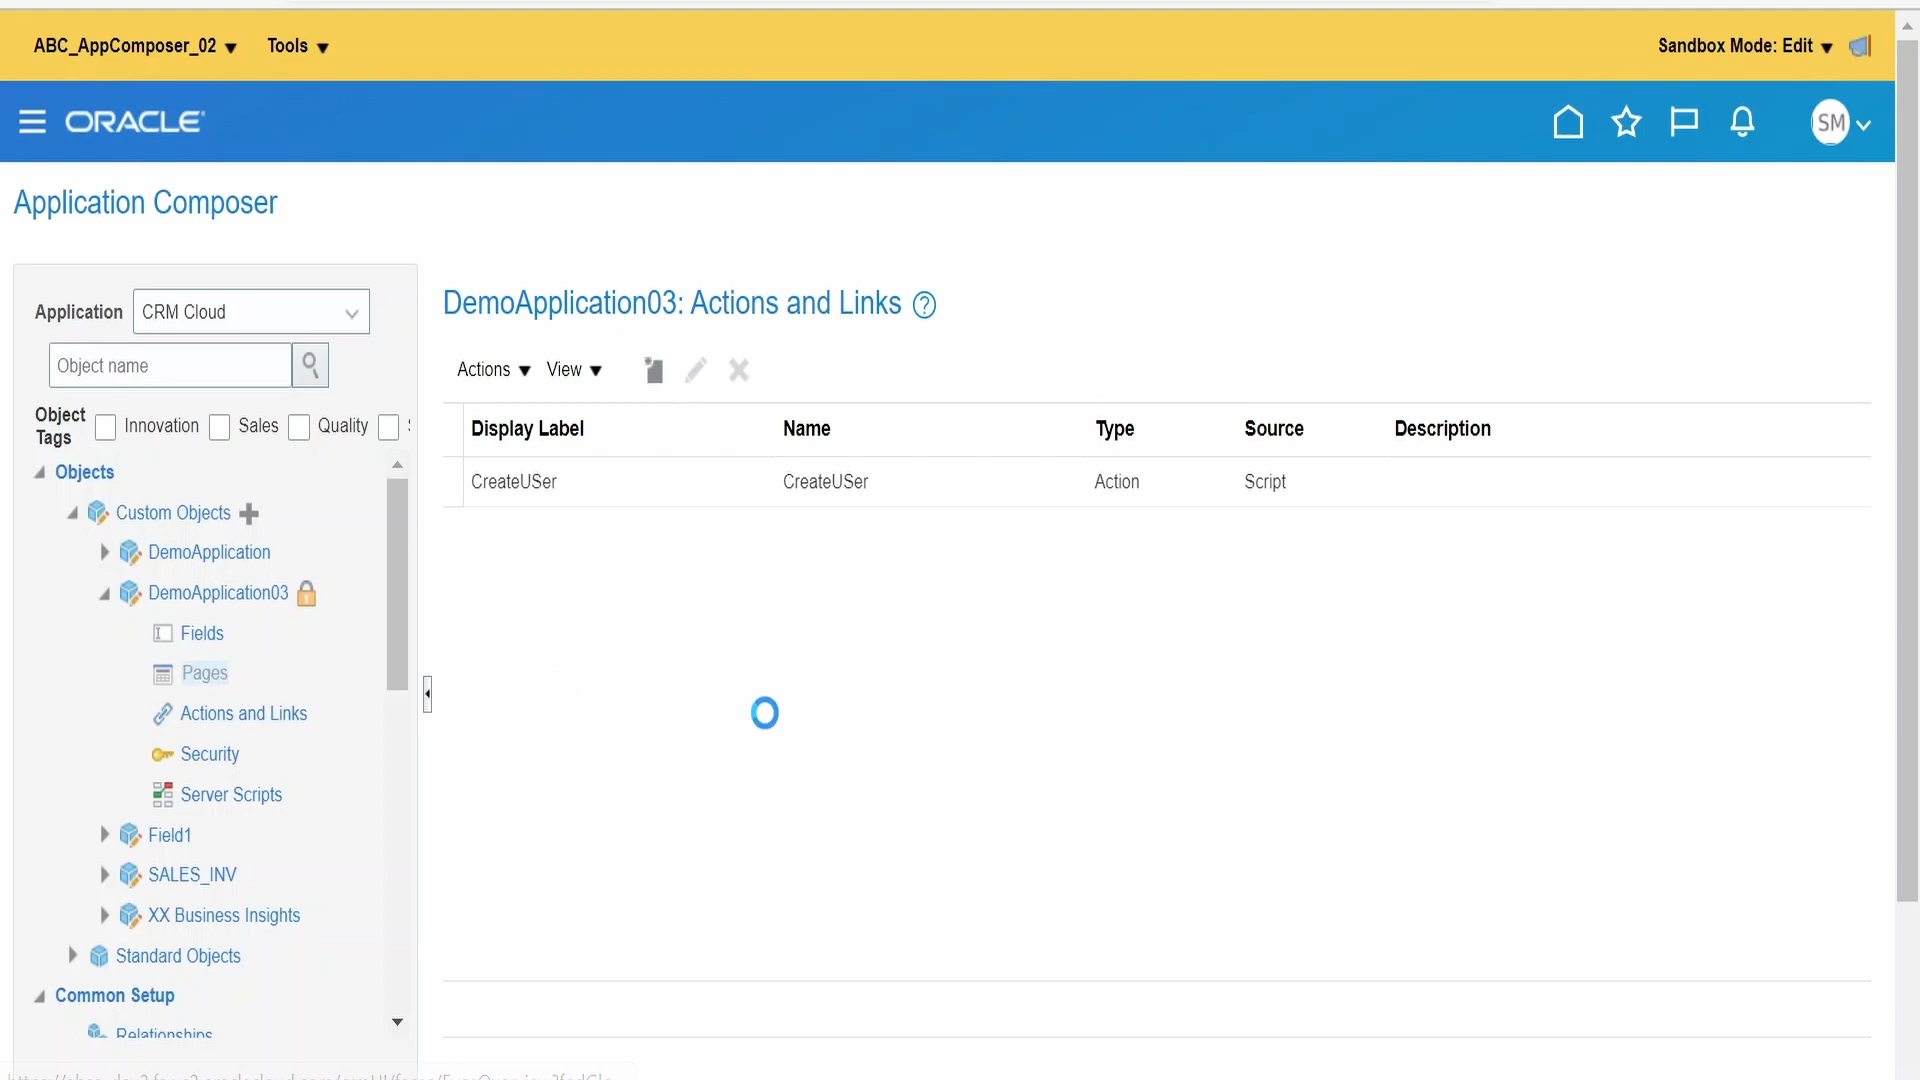 ABC_AppComposer_02 Tools Sandbox Mode: Edit
ORACLE SM
Application Composer
Application CRM Cloud
Object name
Object Tags Innovation Sales Quality
Objects
Custom Objects
DemoApplication
DemoApplication03
Fields
Pages
Actions and Links
Security
Server Scripts
Field1
SALES_INV
XX Business Insights
Standard Objects
Common Setup
Relationships
DemoApplication03: Actions and Links ?
Actions View
Display Label Name Type Source Description
CreateUSer CreateUSer Action Script